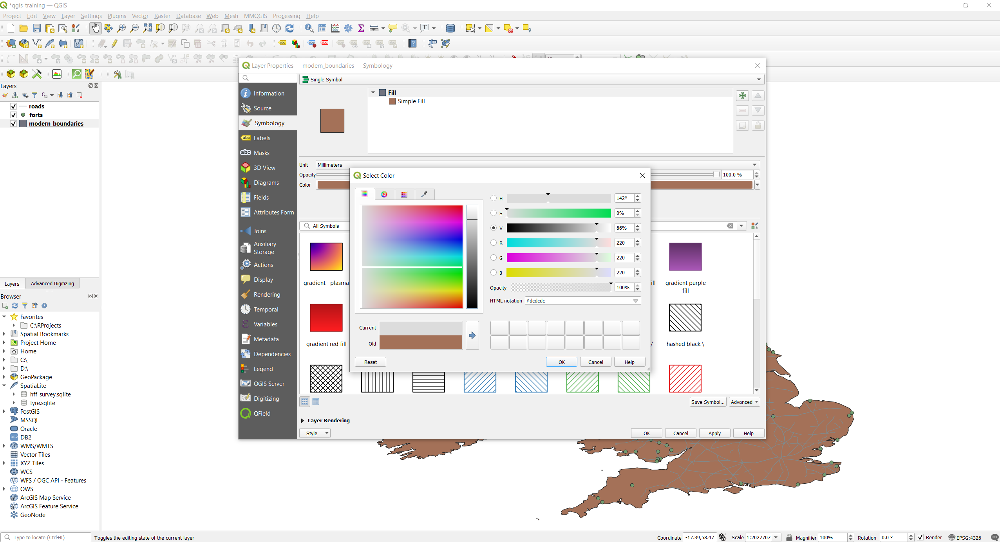 *qgis_training — QGIS
Project Edit View Layer Settings Plugins Vector Raster Database Web Mesh MMQGIS Processing Help
Layer Properties — modern_boundaries — Symbology
Layers
roads
forts
modern_boundaries
Layers
Advanced Digitizing
Browser
Favorites
C:\RProjects
Spatial Bookmarks
Project Home
Home
C:\
D:\
GeoPackage
SpatiaLite
hff_survey.sqlite
tyre.sqlite
PostGIS
MSSQL
Oracle
DB2
WMS/WMTS
Vector Tiles
XYZ Tiles
WCS
WFS / OGC API - Features
OWS
ArcGIS Map Service
ArcGIS Feature Service
GeoNode
Information
Source
Symbology
Labels
Masks
3D View
Diagrams
Fields
Attributes Form
Joins
Auxiliary
Storage
Actions
Display
Rendering
Temporal
Variables
Metadata
Dependencies
Legend
QGIS Server
Digitizing
QField
Single Symbol
Fill
Simple Fill
Unit Millimeters
Opacity 100.0 %
Color
All Symbols
gradient plasma
gradient purple
fill
gradient red fill
hashed black \
Save Symbol...
Advanced
Layer Rendering
Style
OK
Cancel
Apply
Help
Select Color
H 142°
S 0%
V 86%
R 220
G 220
B 220
Opacity 100%
HTML notation #dcdcdc
Current
Old
Reset
OK
Cancel
Help
Type to locate (Ctrl+K)
Toggles the editing state of the current layer
Coordinate -17.39,58.47
Scale 1:2027707
Magnifier 100%
Rotation 0.0 °
Render
EPSG:4326